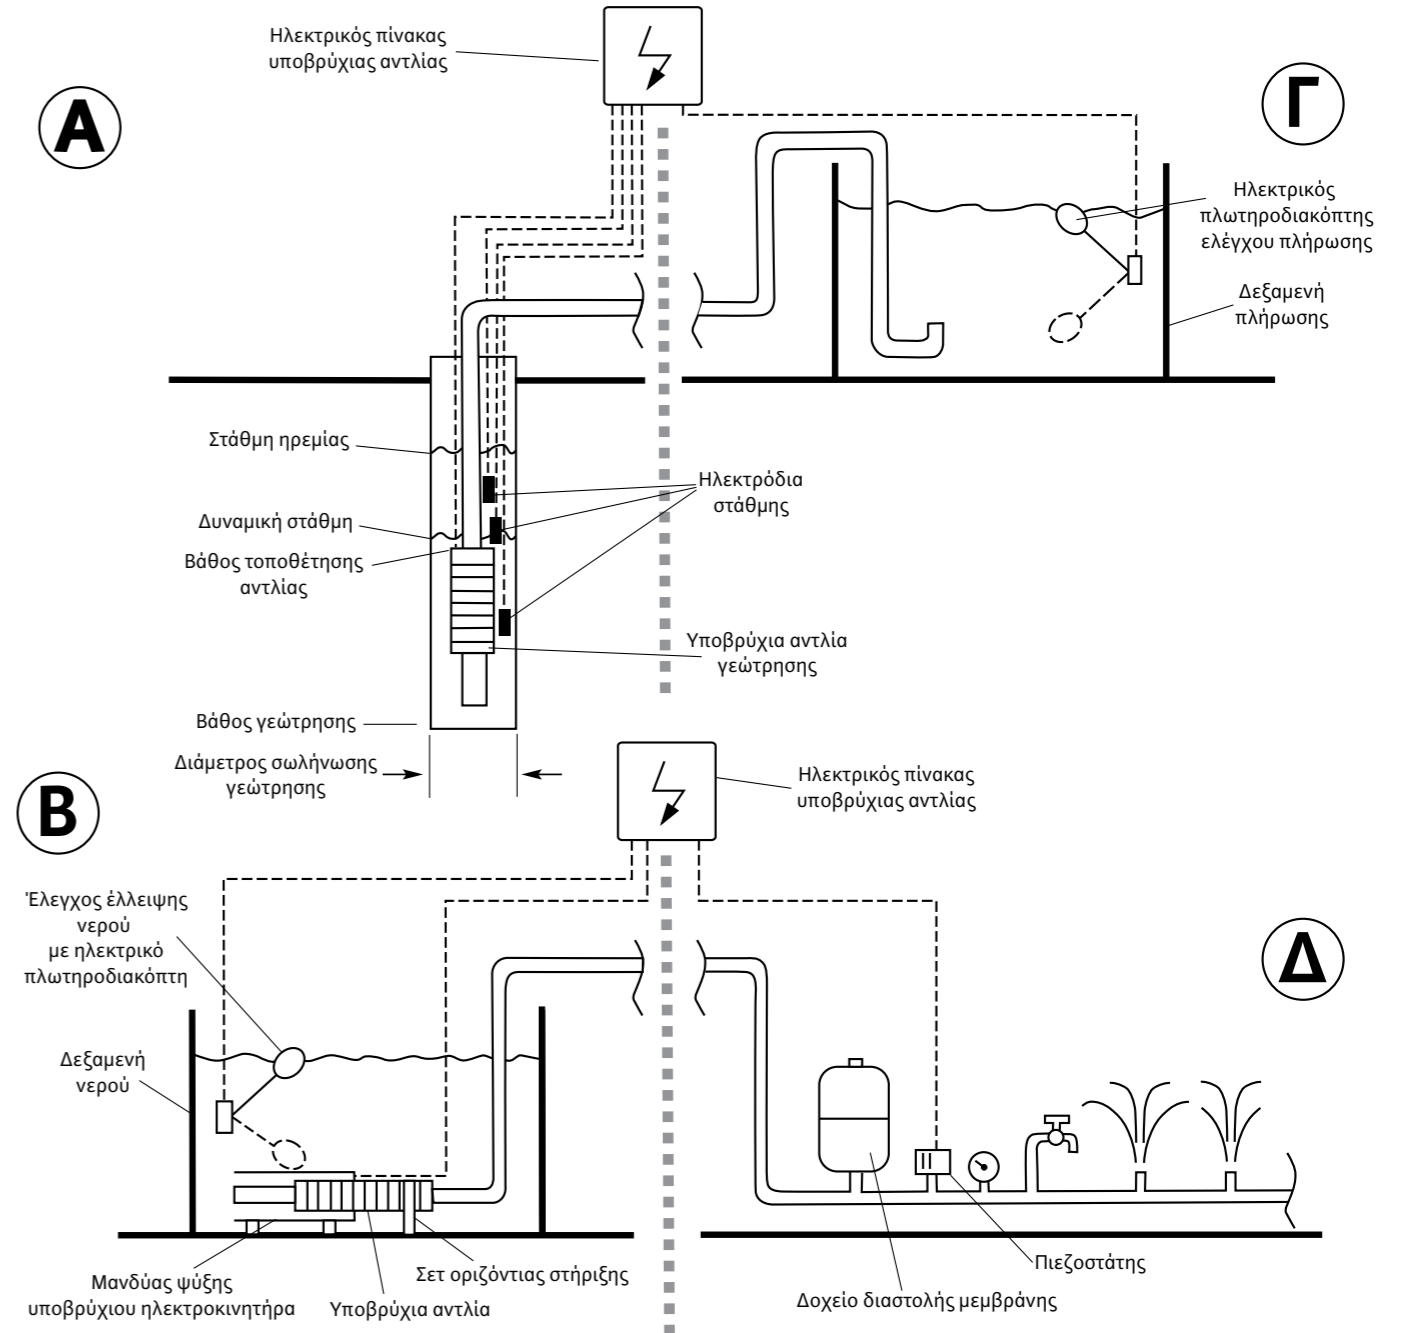 Ηλεκτρικός πίνακας
υποβρύχιας αντλίας
Α
Γ
Ηλεκτρικός
πλωτηροδιακόπτης
ελέγχου πλήρωσης
Δεξαμενή
πλήρωσης
Στάθμη ηρεμίας
Ηλεκτρόδια
στάθμης
Δυναμική στάθμη
Βάθος τοποθέτησης
αντλίας
Υποβρύχια αντλία
γεώτρησης
Βάθος γεώτρησης
Διάμετρος σωλήνωσης
γεώτρησης
Ηλεκτρικός πίνακας
υποβρύχιας αντλίας
Β
Έλεγχος έλλειψης
νερού
με ηλεκτρικό
πλωτηροδιακόπτη
Δ
Δεξαμενή
νερού
Μανδύας ψύξης
υποβρύχιου ηλεκτροκινητήρα
Σετ οριζόντιας στήριξης
Υποβρύχια αντλία
Πιεζοστάτης
Δοχείο διαστολής μεμβράνης